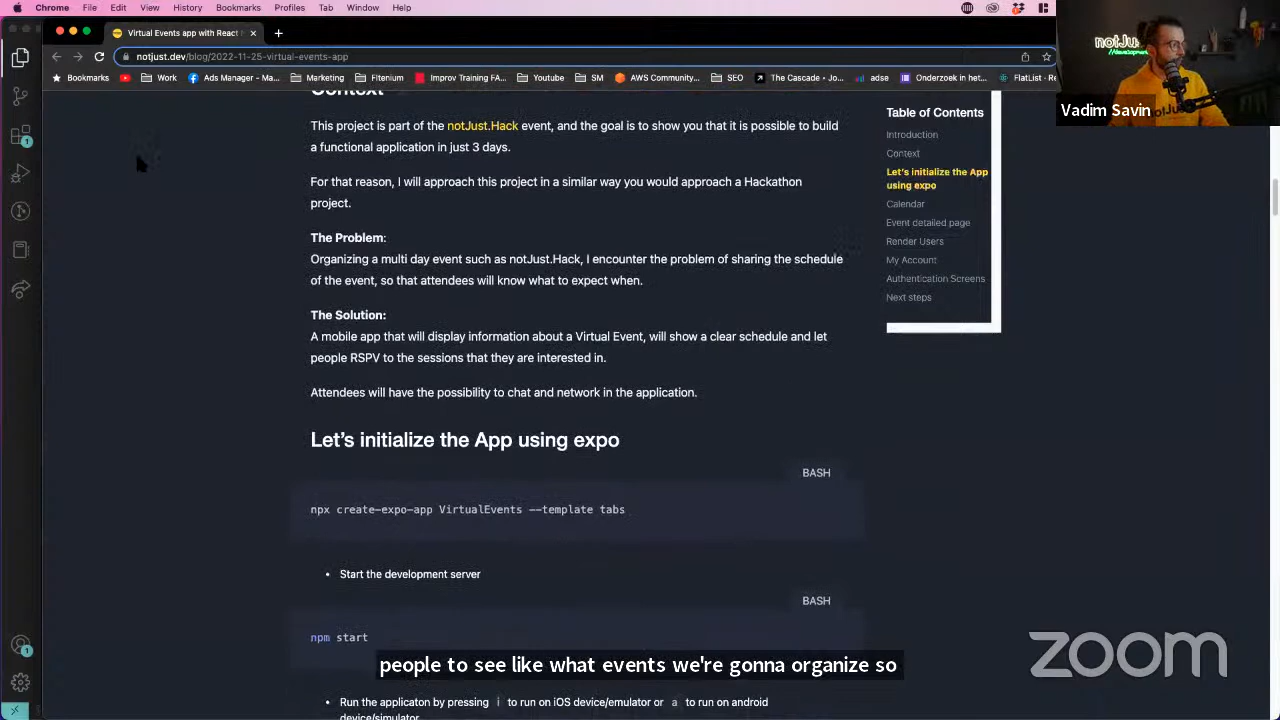 Chrome File Edit View History Bookmarks Profiles Tab Window Help
Virtual Events app with React N
notjust.dev/blog/2022-11-25-virtual-events-app
Bookmarks Work Ads Manager - Ma... Marketing Fitenium Improv Training FA... Youtube SM AWS Community... SEO The Cascade • Jo... adse Onderzoek in het... FlatList · Re
Vadim Savin
Context
This project is part of the notJust.Hack event, and the goal is to show you that it is possible to build
a functional application in just 3 days.
For that reason, I will approach this project in a similar way you would approach a Hackathon
project.
The Problem:
Organizing a multi day event such as notJust.Hack, I encounter the problem of sharing the schedule
of the event, so that attendees will know what to expect when.
The Solution:
A mobile app that will display information about a Virtual Event, will show a clear schedule and let
people RSPV to the sessions that they are interested in.
Attendees will have the possibility to chat and network in the application.
Let's initialize the App using expo
BASH
npx create-expo-app VirtualEvents --template tabs
• Start the development server
BASH
npm start
• Run the applicaton by pressing i to run on iOS device/emulator or a to run on android
device/simulator
Table of Contents
Introduction
Context
Let's initialize the App
using expo
Calendar
Event detailed page
Render Users
My Account
Authentication Screens
Next steps
people to see like what events we're gonna organize so
zoom